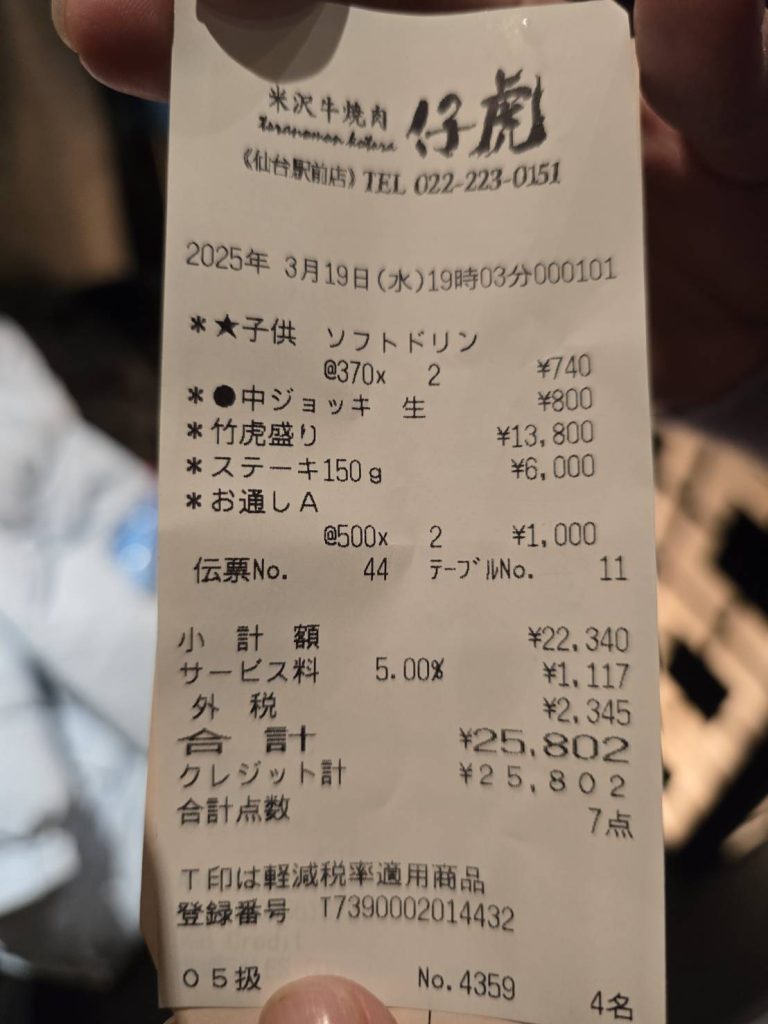 米沢牛焼肉 仔虎
toranomon kotora
《仙台駅前店》 TEL 022-223-0151
2025年 3月19日(水)19時03分000101
*★子供 ソフトドリン
@370x 2 ¥740
*●中ジョッキ 生 ¥800
*竹虎盛り ¥13,800
*ステーキ150g ¥6,000
*お通しA
@500x 2 ¥1,000
伝票No. 44 ﾃｰﾌﾞﾙNo. 11
小 計 額 ¥22,340
サービス料 5.00% ¥1,117
外 税 ¥2,345
合 計 ¥25,802
クレジット計 ¥25,802
合計点数 7点
T印は軽減税率適用商品
登録番号 T7390002014432
05扱 No.4359 4名